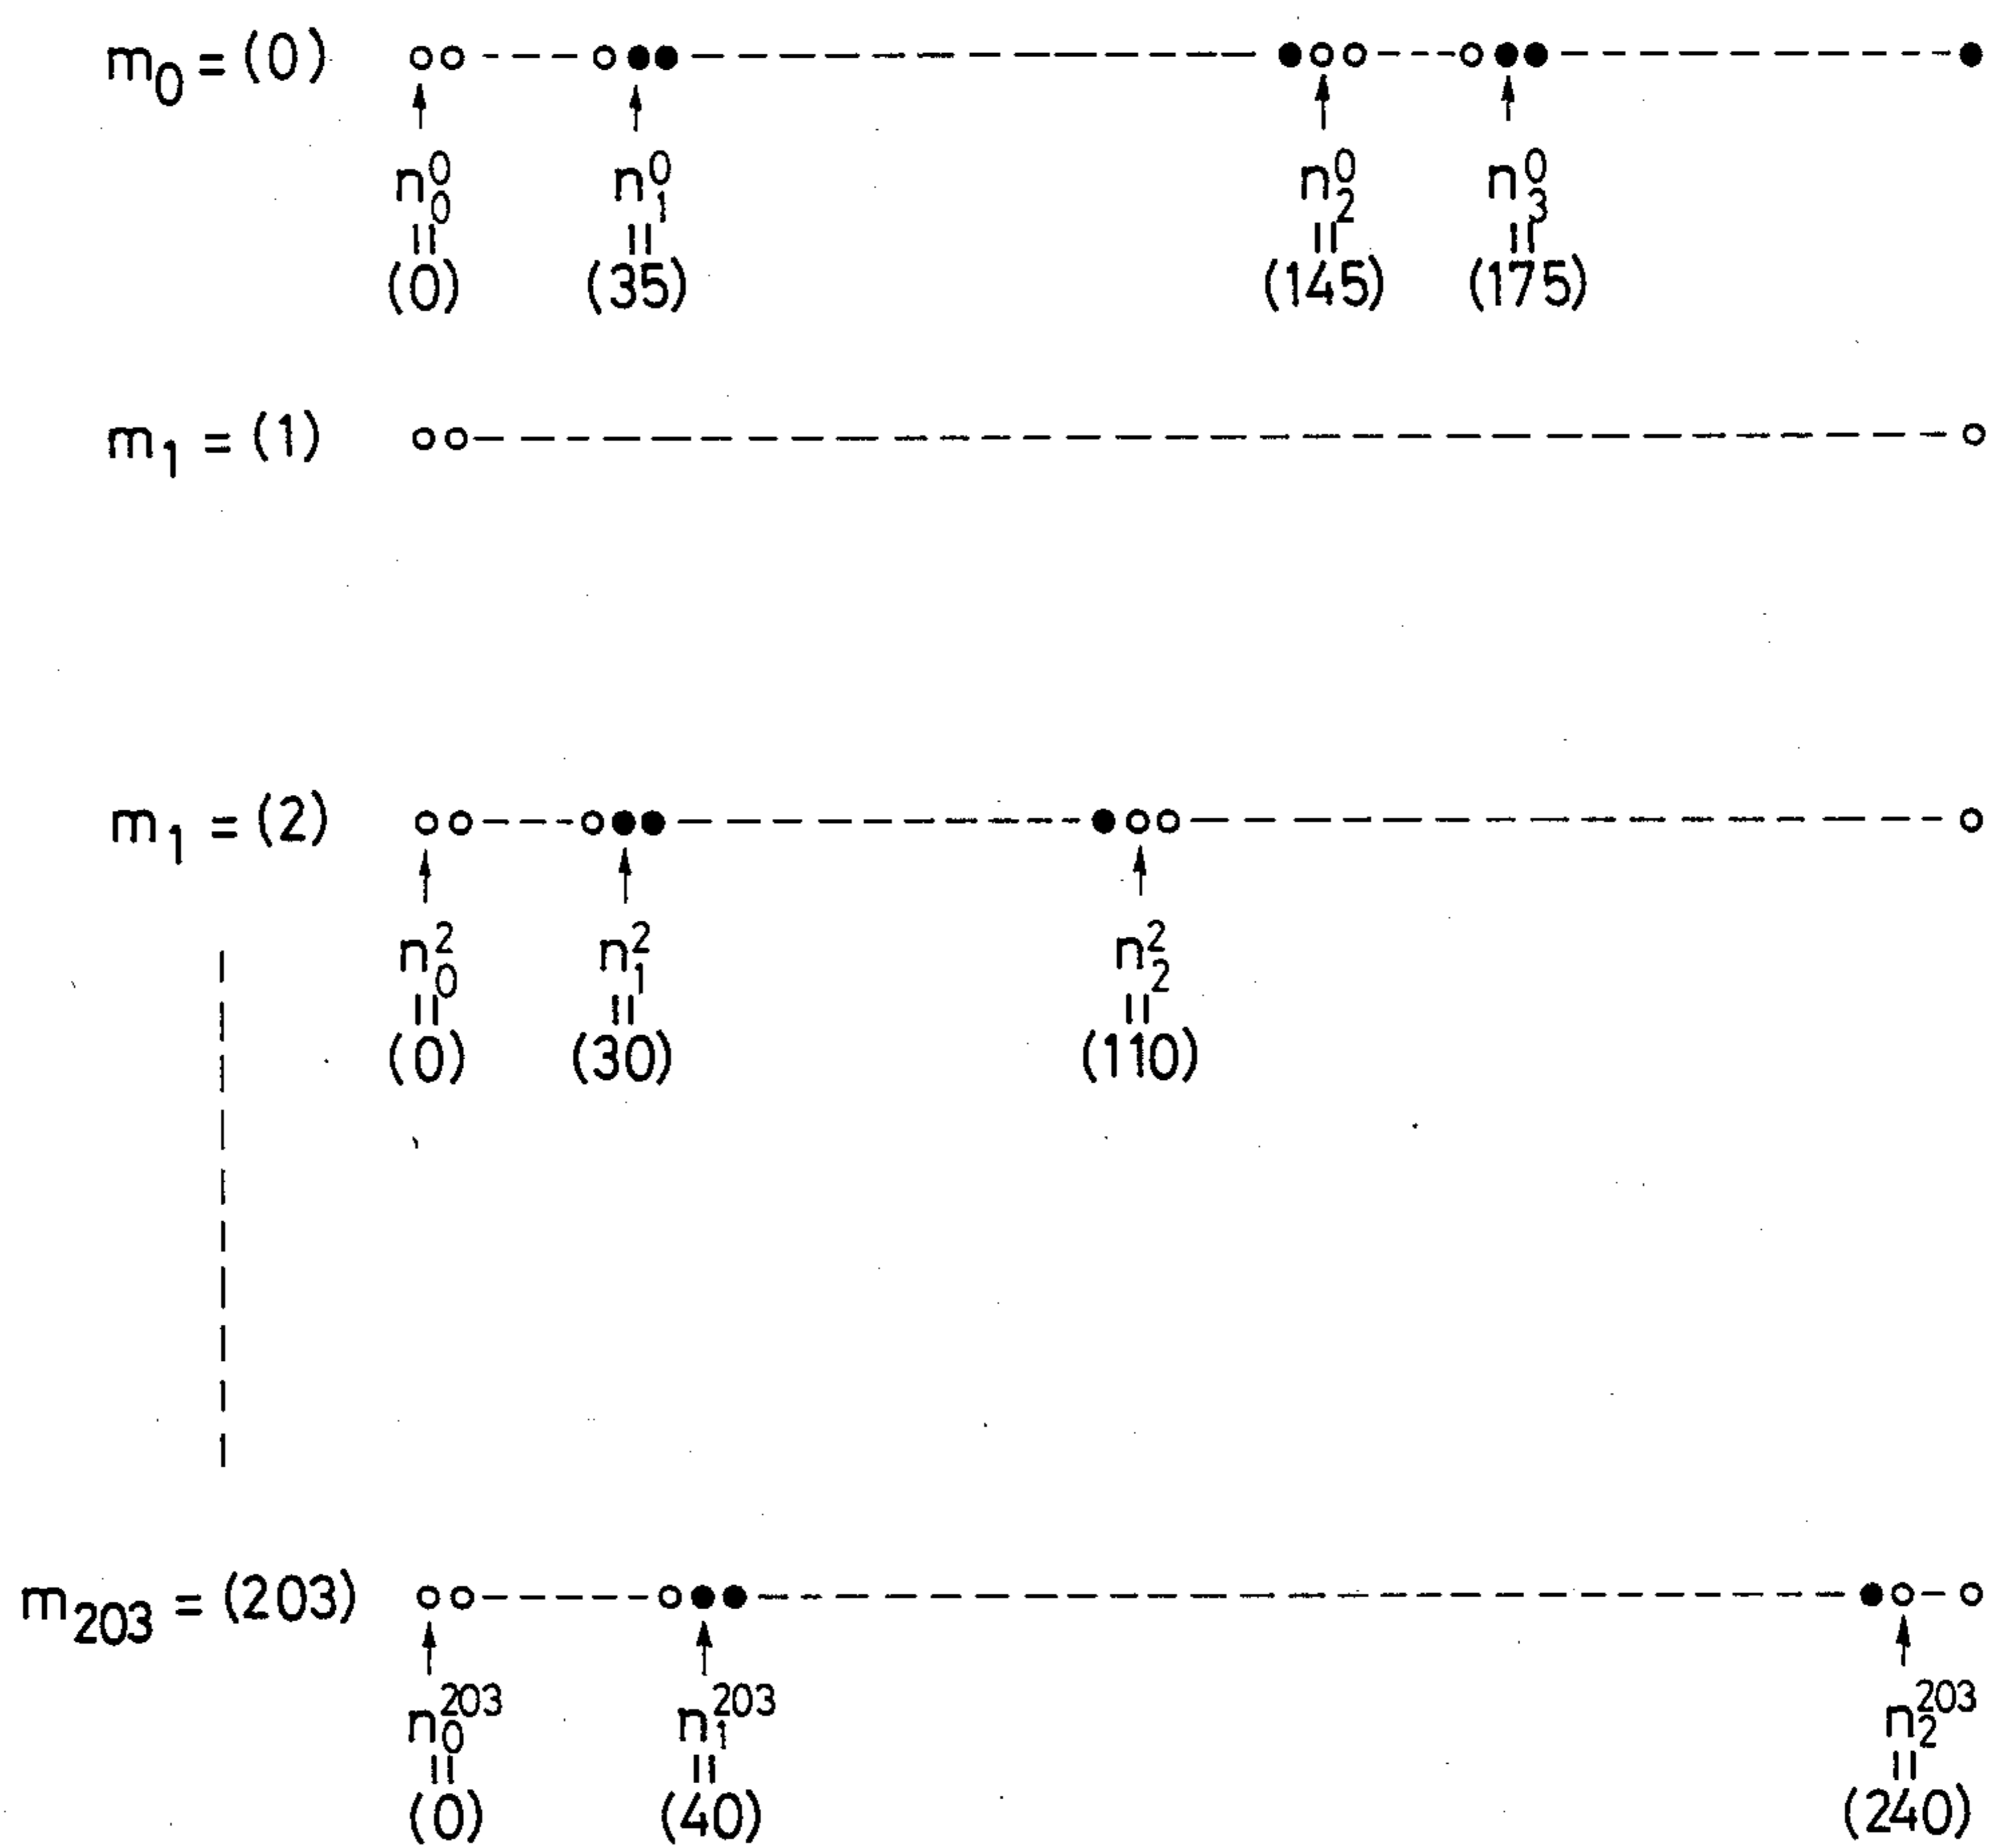 m₀ = (0)
n₀⁰ n₁⁰ n₂⁰ n₃⁰
= = = =
(0) (35) (145) (175)
m₁ = (1)
m₁ = (2)
n₀² n₁² n₂²
= = =
(0) (30) (110)
m₂₀₃ = (203)
n₀²⁰³ n₁²⁰³ n₂²⁰³
= = =
(0) (40) (240)